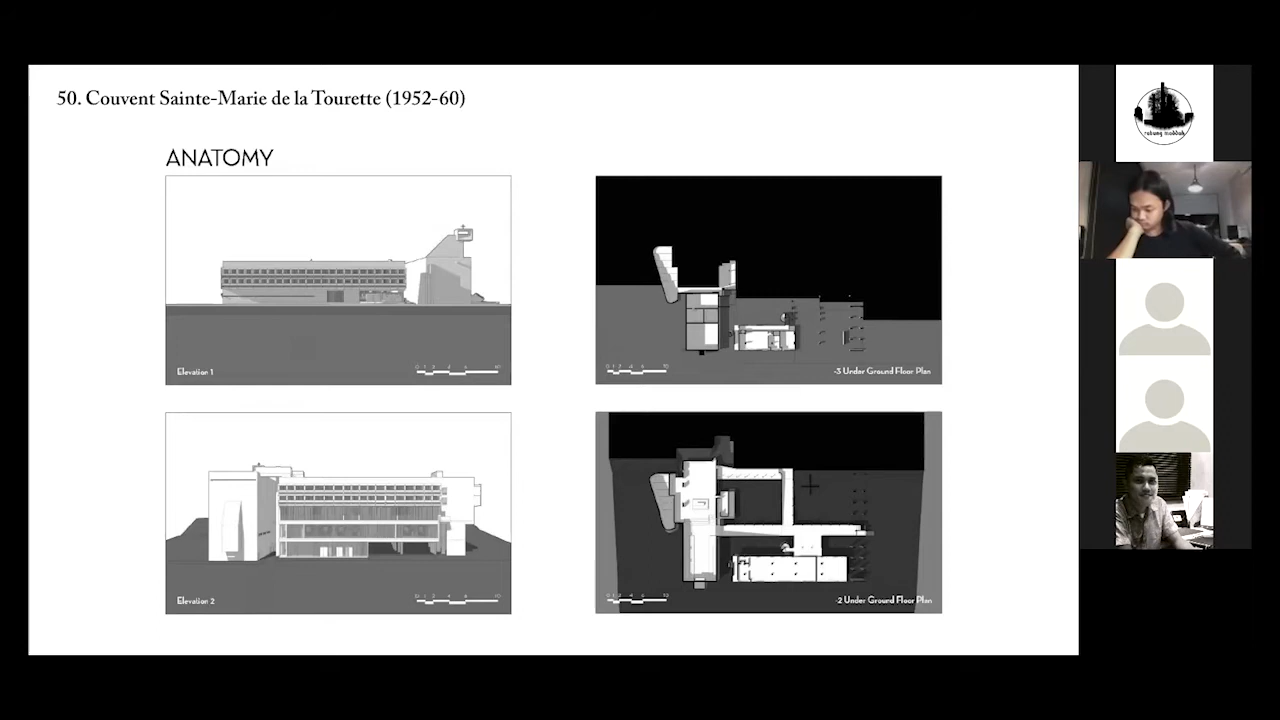 50. Couvent Sainte-Marie de la Tourette (1952-60)
ANATOMY
Elevation 1
-3 Under Ground Floor Plan
Elevation 2
-2 Under Ground Floor Plan